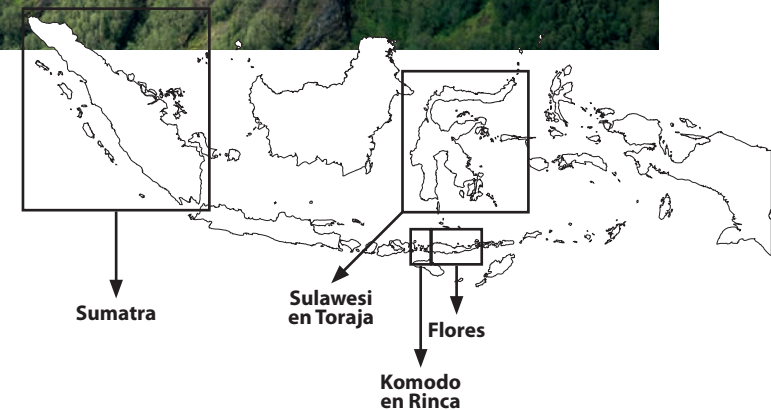 Sumatra
Sulawesi
en Toraja
Flores
Komodo
en Rinca